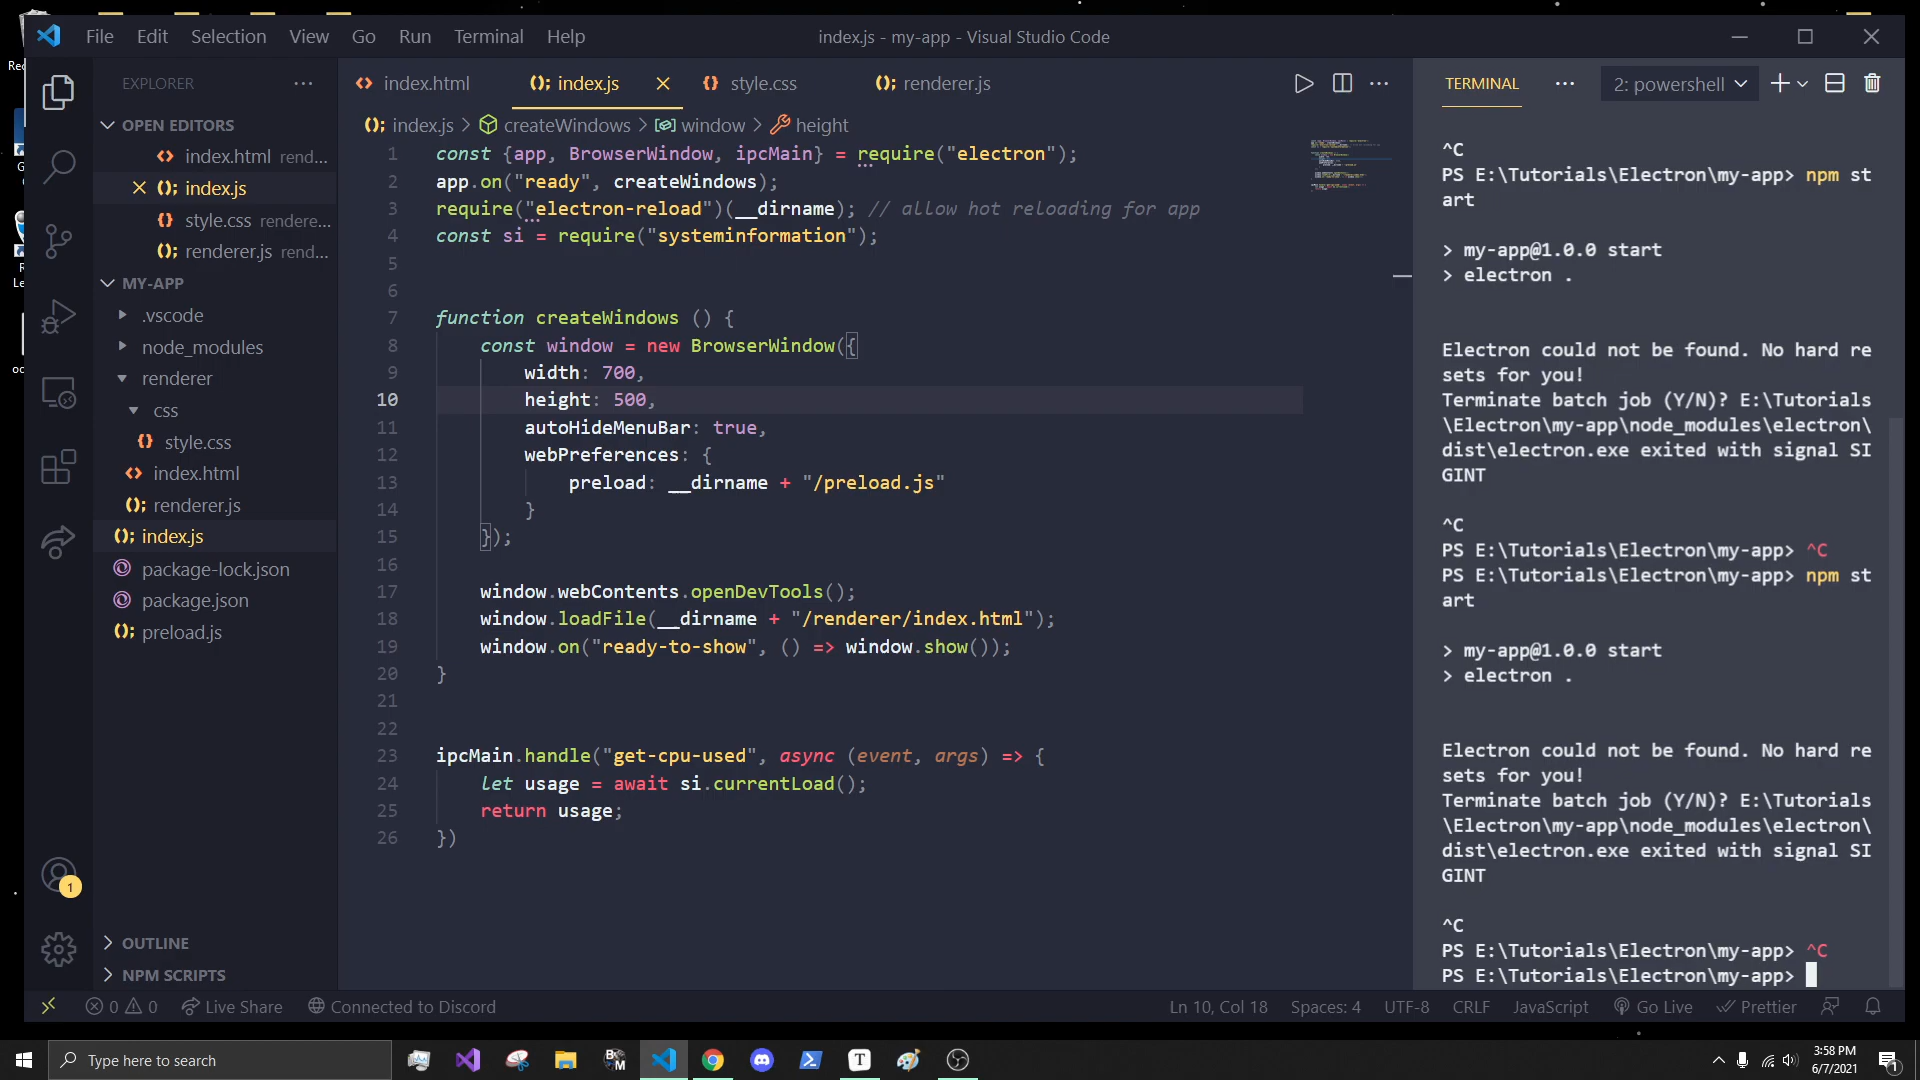 File Edit Selection View Go Run Terminal Help
index.js - my-app - Visual Studio Code
EXPLORER
OPEN EDITORS
index.html rend...
index.js
style.css rendere...
renderer.js rend...
MY-APP
.vscode
node_modules
renderer
css
style.css
index.html
renderer.js
index.js
package-lock.json
package.json
preload.js
OUTLINE
NPM SCRIPTS
1
index.html index.js style.css renderer.js
index.js > createWindows > window > height
1 const {app, BrowserWindow, ipcMain} = require("electron");
2 app.on("ready", createWindows);
3 require("electron-reload")(__dirname); // allow hot reloading for app
4 const si = require("systeminformation");
5
6
7 function createWindows () {
8 const window = new BrowserWindow({
9 width: 700,
10 height: 500,
11 autoHideMenuBar: true,
12 webPreferences: {
13 preload: __dirname + "/preload.js"
14 }
15 });
16
17 window.webContents.openDevTools();
18 window.loadFile(__dirname + "/renderer/index.html");
19 window.on("ready-to-show", () => window.show());
20 }
21
22
23 ipcMain.handle("get-cpu-used", async (event, args) => {
24 let usage = await si.currentLoad();
25 return usage;
26 })
TERMINAL 2: powershell
^C
PS E:\Tutorials\Electron\my-app> npm st
art
> my-app@1.0.0 start
> electron .
Electron could not be found. No hard re
sets for you!
Terminate batch job (Y/N)? E:\Tutorials
\Electron\my-app\node_modules\electron\
dist\electron.exe exited with signal SI
GINT
^C
PS E:\Tutorials\Electron\my-app> ^C
PS E:\Tutorials\Electron\my-app> npm st
art
> my-app@1.0.0 start
> electron .
Electron could not be found. No hard re
sets for you!
Terminate batch job (Y/N)? E:\Tutorials
\Electron\my-app\node_modules\electron\
dist\electron.exe exited with signal SI
GINT
^C
PS E:\Tutorials\Electron\my-app> ^C
PS E:\Tutorials\Electron\my-app>
0 0 Live Share Connected to Discord
Ln 10, Col 18 Spaces: 4 UTF-8 CRLF JavaScript Go Live Prettier
Type here to search
3:58 PM
6/7/2021
1